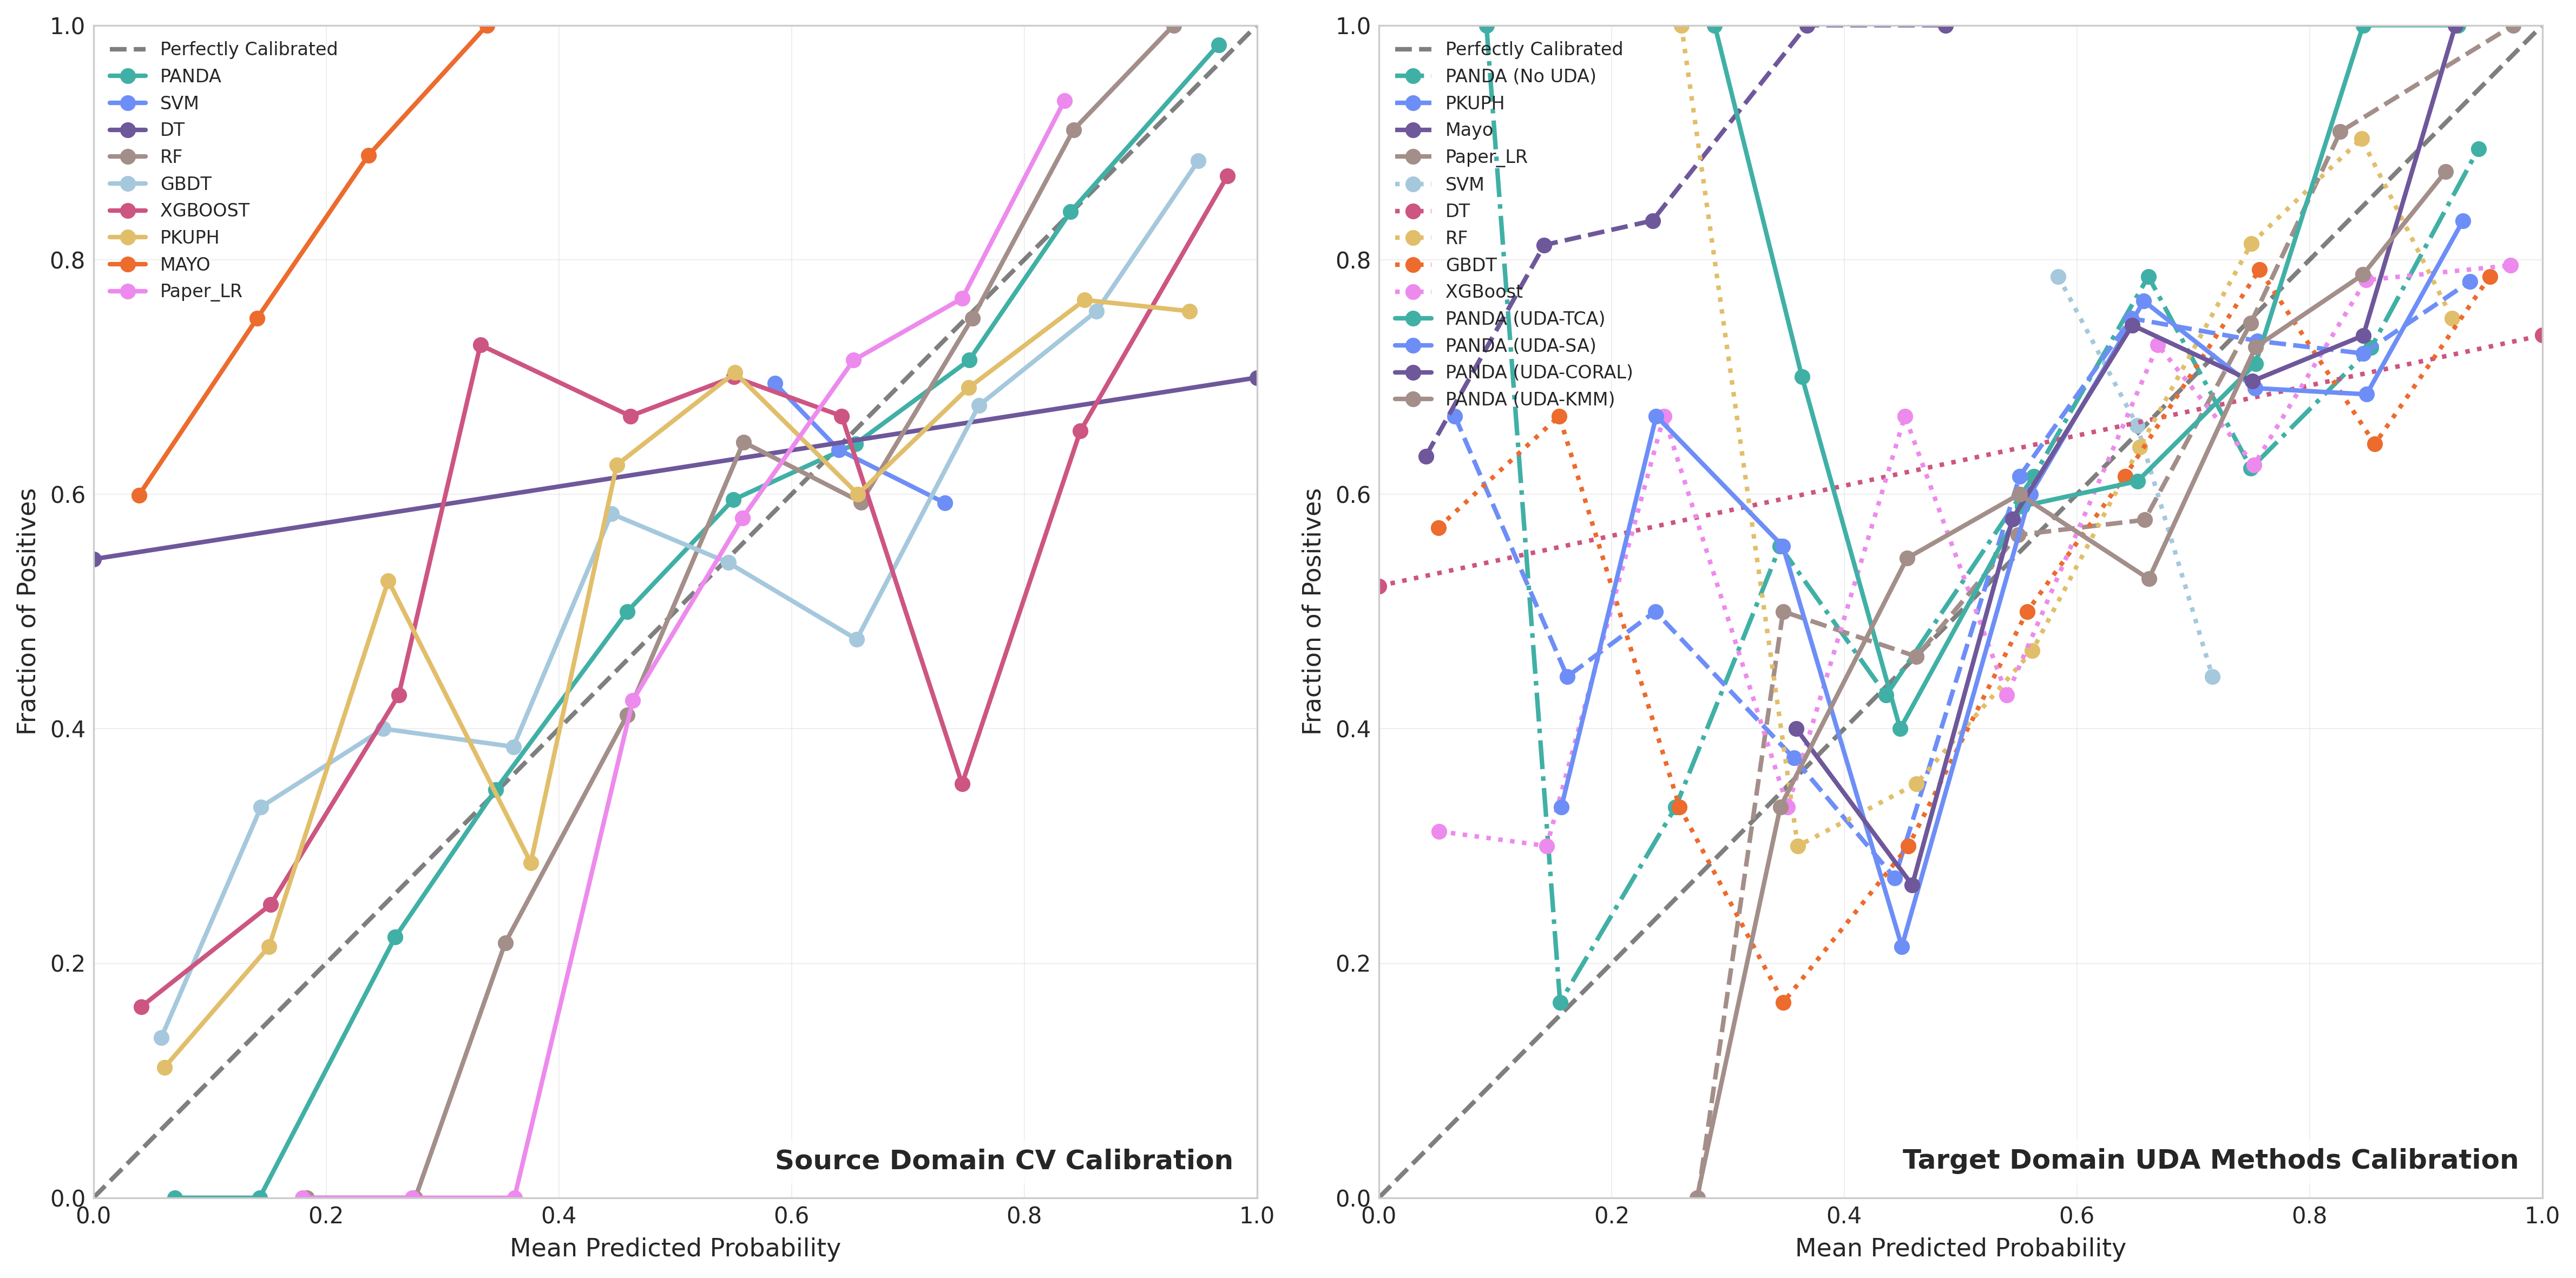 1.0
0.8
0.6
0.4
0.2
0.0
Fraction of Positives
Perfectly Calibrated
PANDA
SVM
DT
RF
GBDT
XGBOOST
PKUPH
MAYO
Paper_LR
Source Domain CV Calibration
0.0 0.2 0.4 0.6 0.8 1.0
Mean Predicted Probability
1.0
0.8
0.6
0.4
0.2
0.0
Fraction of Positives
Perfectly Calibrated
PANDA (No UDA)
PKUPH
Mayo
Paper_LR
SVM
DT
RF
GBDT
XGBoost
PANDA (UDA-TCA)
PANDA (UDA-SA)
PANDA (UDA-CORAL)
PANDA (UDA-KMM)
Target Domain UDA Methods Calibration
0.0 0.2 0.4 0.6 0.8 1.0
Mean Predicted Probability